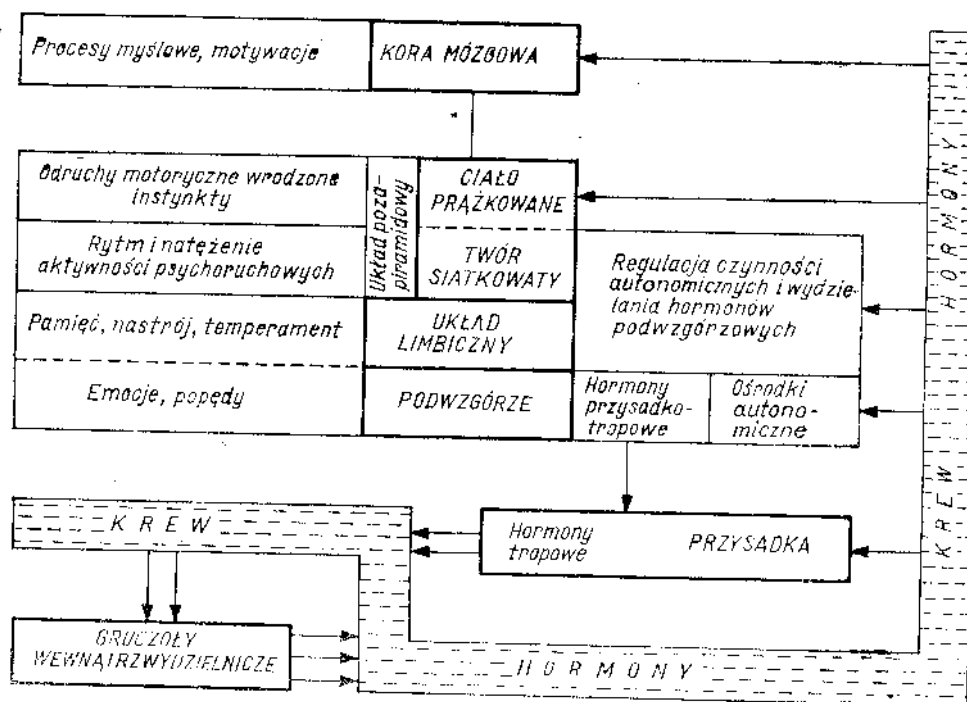 Procesy myślowe, motywacje
KORA MÓZGOWA
Odruchy motoryczne wrodzone
instynkty
Układ poza-
piramidowy
CIAŁO
PRĄŻKOWANE
Rytm i natężenie
aktywności psychoruchowych
TWÓR
SIATKOWATY
Regulacja czynności
autonomicznych i wydzie-
lania hormonów
podwzgórzowych
Pamięć, nastrój, temperament
UKŁAD
LIMBICZNY
Emocje, popędy
PODWZGÓRZE
Hormony
przysadko-
tropowe
Ośrodki
autono-
miczne
KREW
Hormony
tropowe
PRZYSADKA
GRUCZOŁY
WEWNĄTRZWYDZIELNICZE
HORMONY
KREW HORMONY